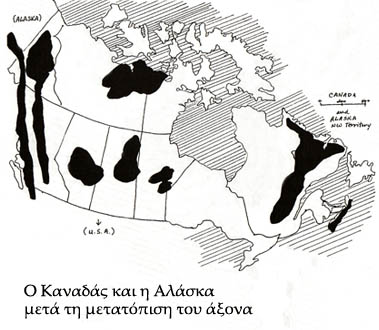 (ALASKA)
CANADA
and
ALASKA
NW Territory
↓
(U.S.A.)
Ο Καναδάς και η Αλάσκα
μετά τη μετατόπιση του άξονα